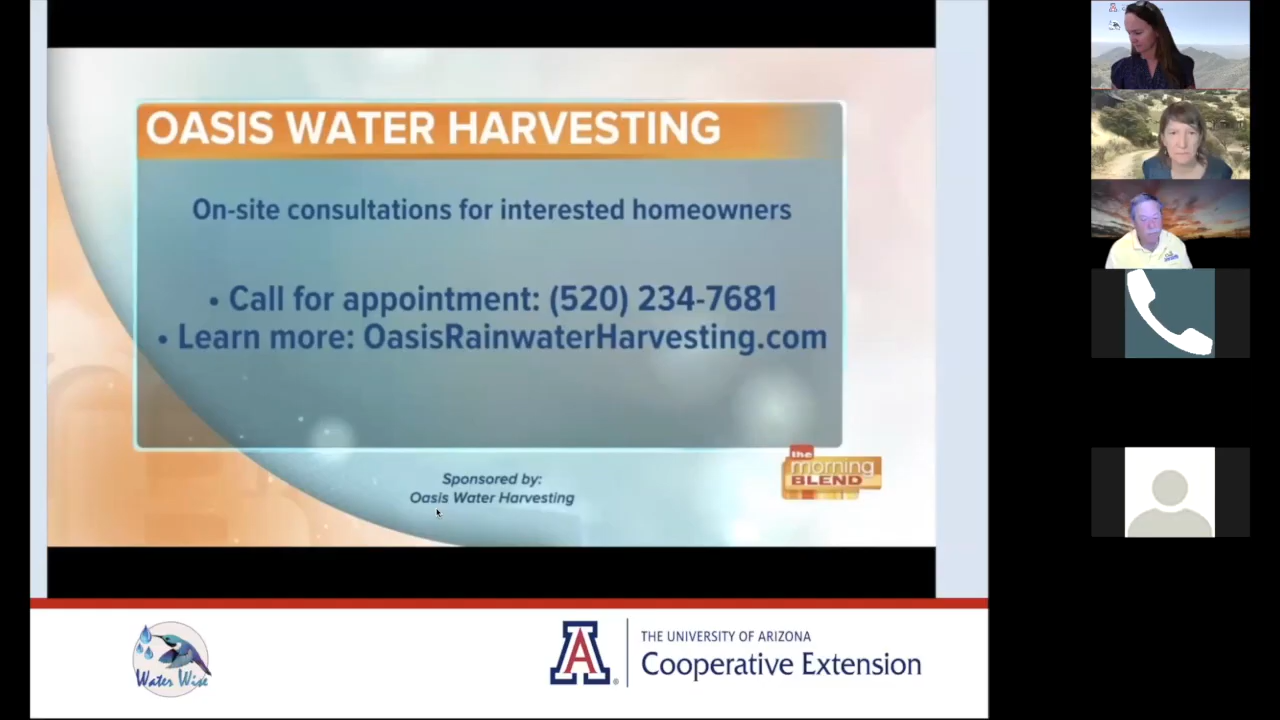 OASIS WATER HARVESTING
On-site consultations for interested homeowners
• Call for appointment: (520) 234-7681
• Learn more: OasisRainwaterHarvesting.com
the
morning
BLEND
Sponsored by:
Oasis Water Harvesting
Water Wise
A
THE UNIVERSITY OF ARIZONA
Cooperative Extension